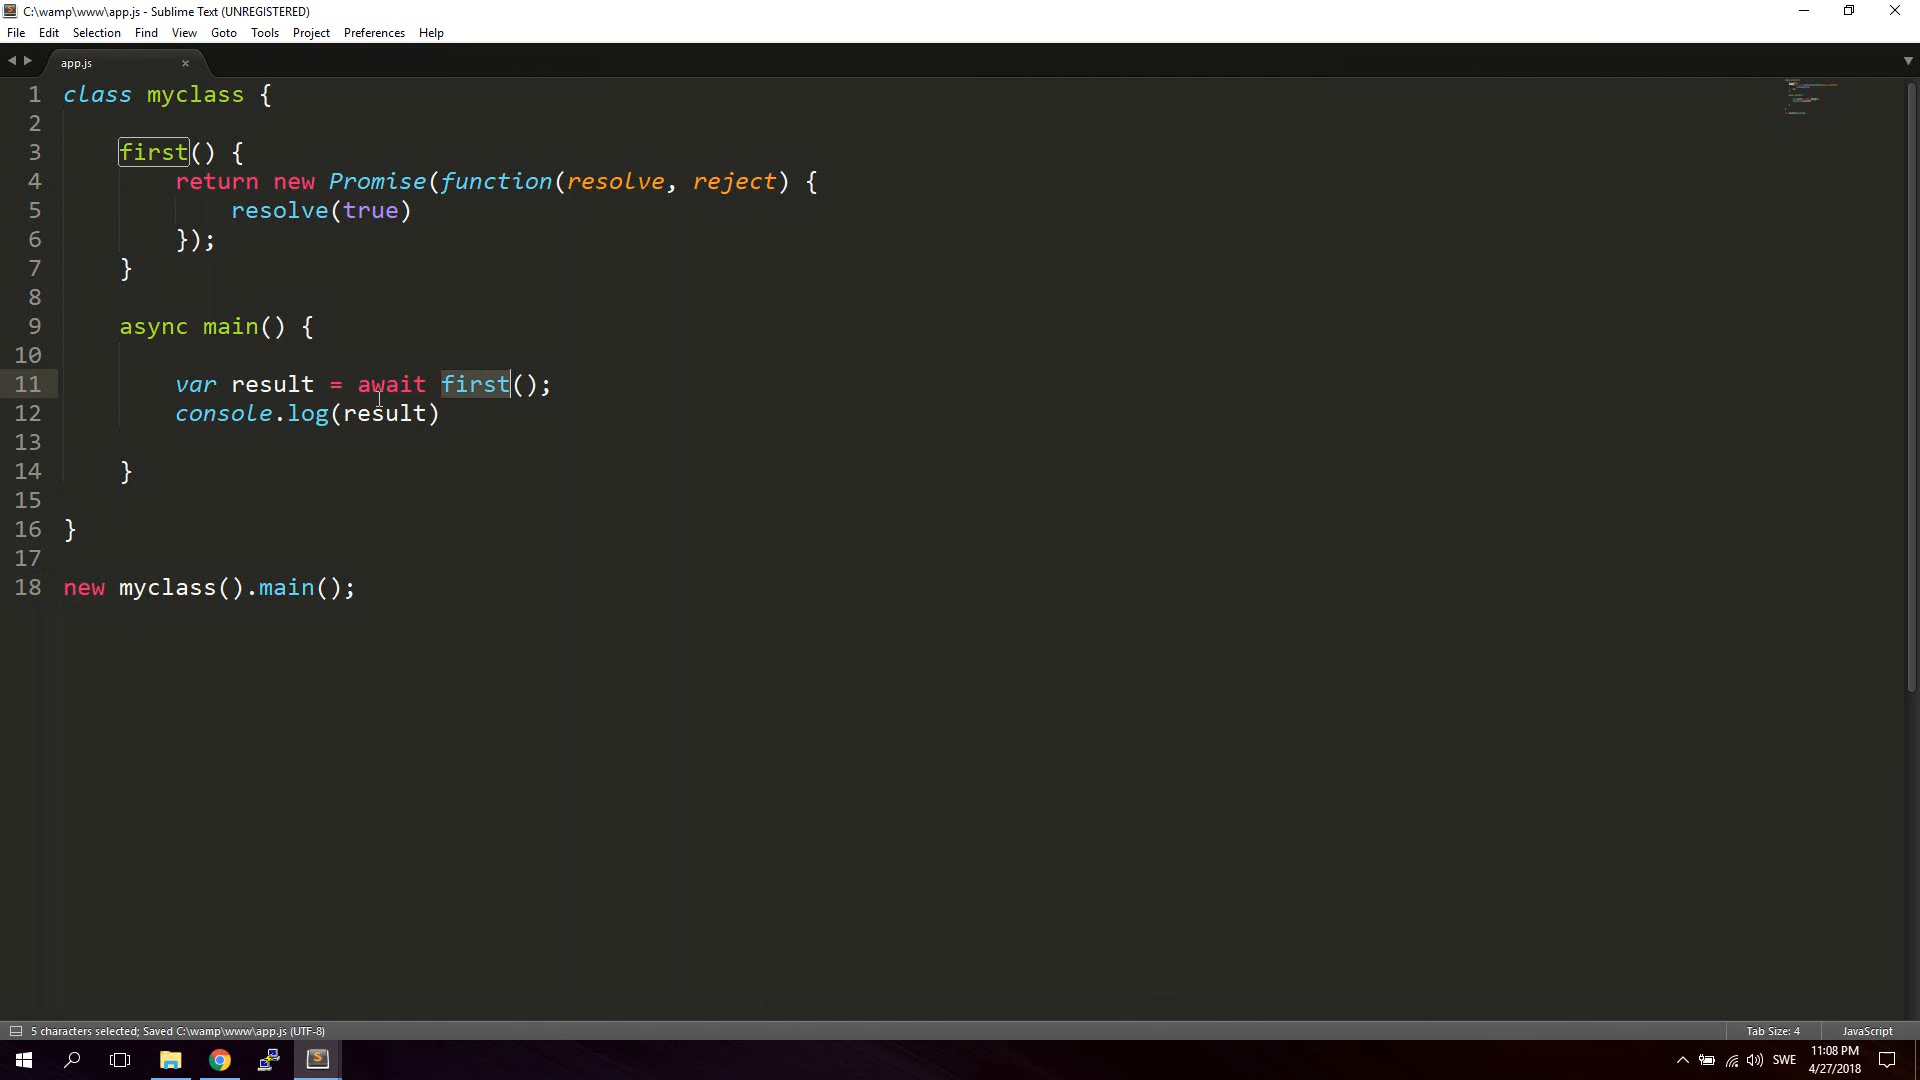 C:\wamp\www\app.js - Sublime Text (UNREGISTERED)
File Edit Selection Find View Goto Tools Project Preferences Help
app.js
1 class myclass {
2
3 first() {
4 return new Promise(function(resolve, reject) {
5 resolve(true)
6 });
7 }
8
9 async main() {
10
11 var result = await first();
12 console.log(result)
13
14 }
15
16 }
17
18 new myclass().main();
5 characters selected; Saved C:\wamp\www\app.js (UTF-8) Tab Size: 4 JavaScript
SWE 11:08 PM
4/27/2018